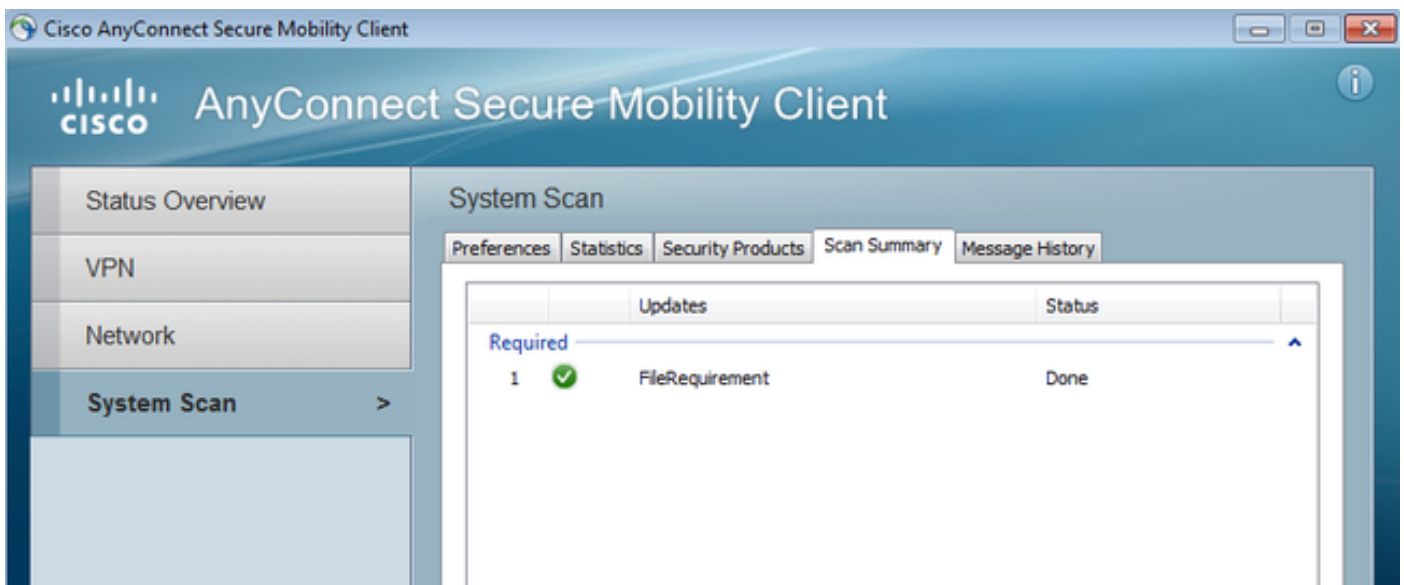 Cisco AnyConnect Secure Mobility Client
CISCO AnyConnect Secure Mobility Client
Status Overview
VPN
Network
System Scan >
System Scan
Preferences Statistics Security Products Scan Summary Message History
Updates Status
Required
1 FileRequirement Done